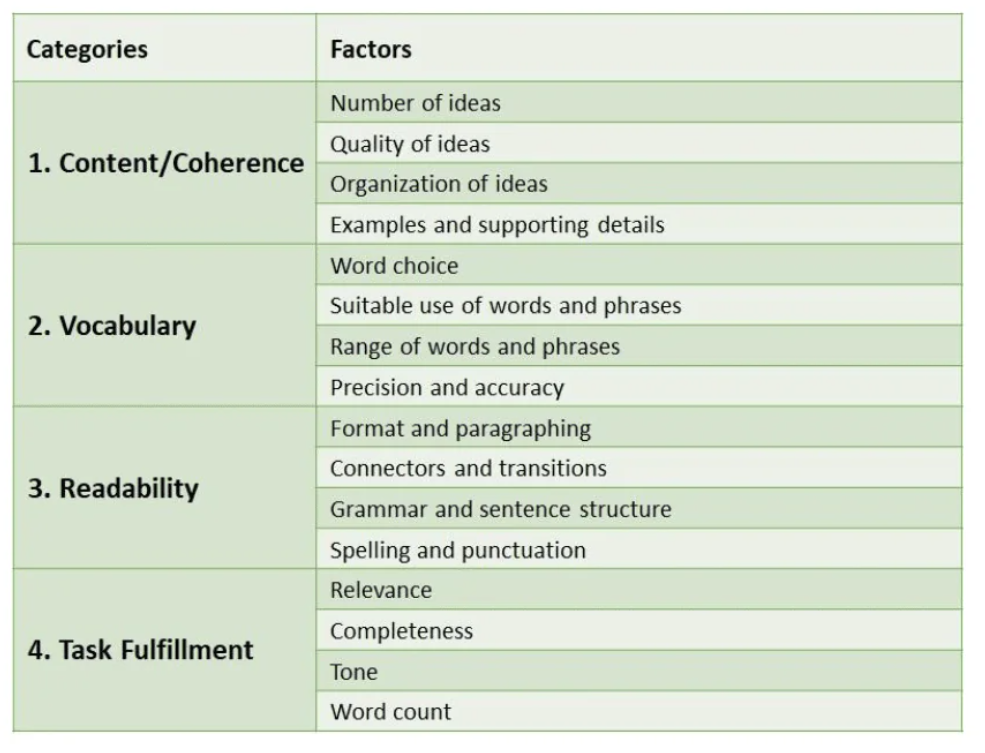 Categories
Factors
1. Content/Coherence
Number of ideas
Quality of ideas
Organization of ideas
Examples and supporting details
2. Vocabulary
Word choice
Suitable use of words and phrases
Range of words and phrases
Precision and accuracy
3. Readability
Format and paragraphing
Connectors and transitions
Grammar and sentence structure
Spelling and punctuation
4. Task Fulfillment
Relevance
Completeness
Tone
Word count